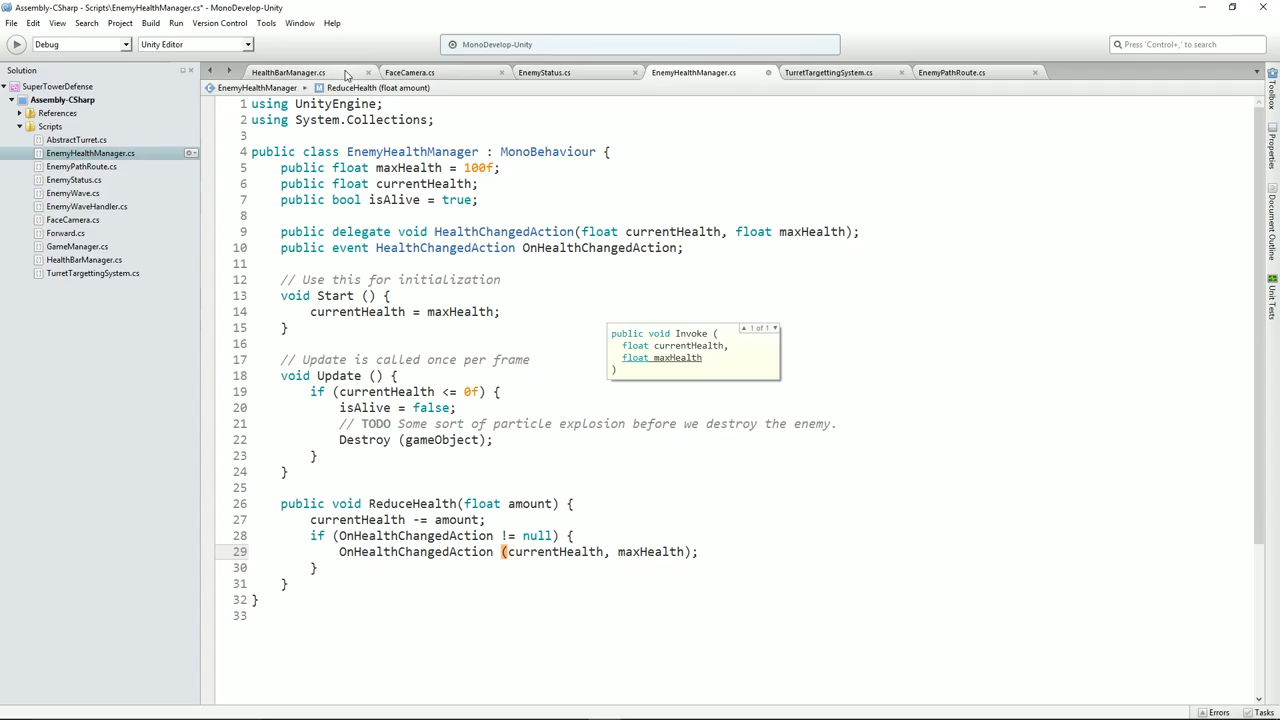 Assembly-CSharp - Scripts\EnemyHealthManager.cs* - MonoDevelop-Unity
File Edit View Search Project Build Run Version Control Tools Window Help
Debug Unity Editor MonoDevelop-Unity Press 'Control+,' to search
Solution HealthBarManager.cs FaceCamera.cs EnemyStatus.cs EnemyHealthManager.cs TurretTargettingSystem.cs EnemyPathRoute.cs
EnemyHealthManager ReduceHealth (float amount)
SuperTowerDefense
Assembly-CSharp
References
Scripts
AbstractTurret.cs
EnemyHealthManager.cs
EnemyPathRoute.cs
EnemyStatus.cs
EnemyWave.cs
EnemyWaveHandler.cs
FaceCamera.cs
Forward.cs
GameManager.cs
HealthBarManager.cs
TurretTargettingSystem.cs
1 using UnityEngine;
2 using System.Collections;
3
4 public class EnemyHealthManager : MonoBehaviour {
5 public float maxHealth = 100f;
6 public float currentHealth;
7 public bool isAlive = true;
8
9 public delegate void HealthChangedAction(float currentHealth, float maxHealth);
10 public event HealthChangedAction OnHealthChangedAction;
11
12 // Use this for initialization
13 void Start () {
14 currentHealth = maxHealth;
15 }
16
17 // Update is called once per frame
18 void Update () {
19 if (currentHealth <= 0f) {
20 isAlive = false;
21 // TODO Some sort of particle explosion before we destroy the enemy.
22 Destroy (gameObject);
23 }
24 }
25
26 public void ReduceHealth(float amount) {
27 currentHealth -= amount;
28 if (OnHealthChangedAction != null) {
29 OnHealthChangedAction (currentHealth, maxHealth);
30 }
31 }
32 }
33
public void Invoke ( 1 of 1
float currentHealth,
float maxHealth
)
Toolbox
Properties
Document Outline
Unit Tests
Errors Tasks